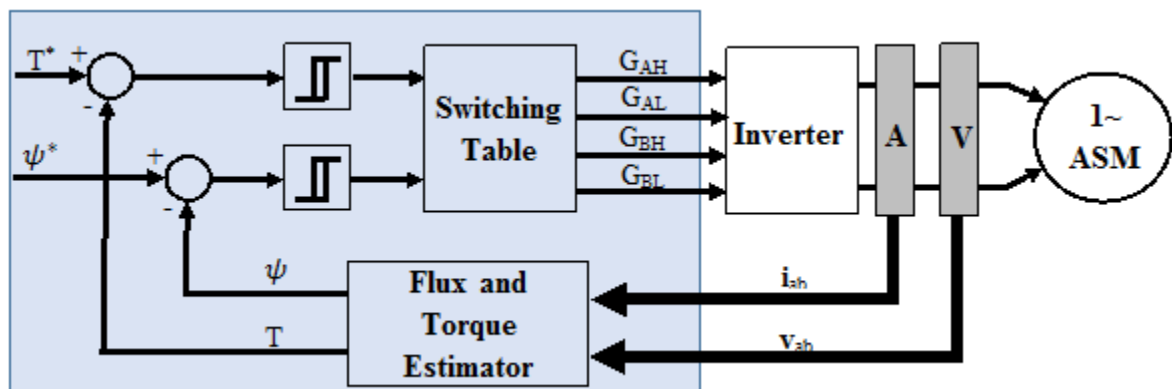 T*
+
-
ψ*
+
-
Switching
Table
G_AH
G_AL
G_BH
G_BL
Inverter
A
V
1~
ASM
ψ
T
Flux and
Torque
Estimator
i_ab
v_ab